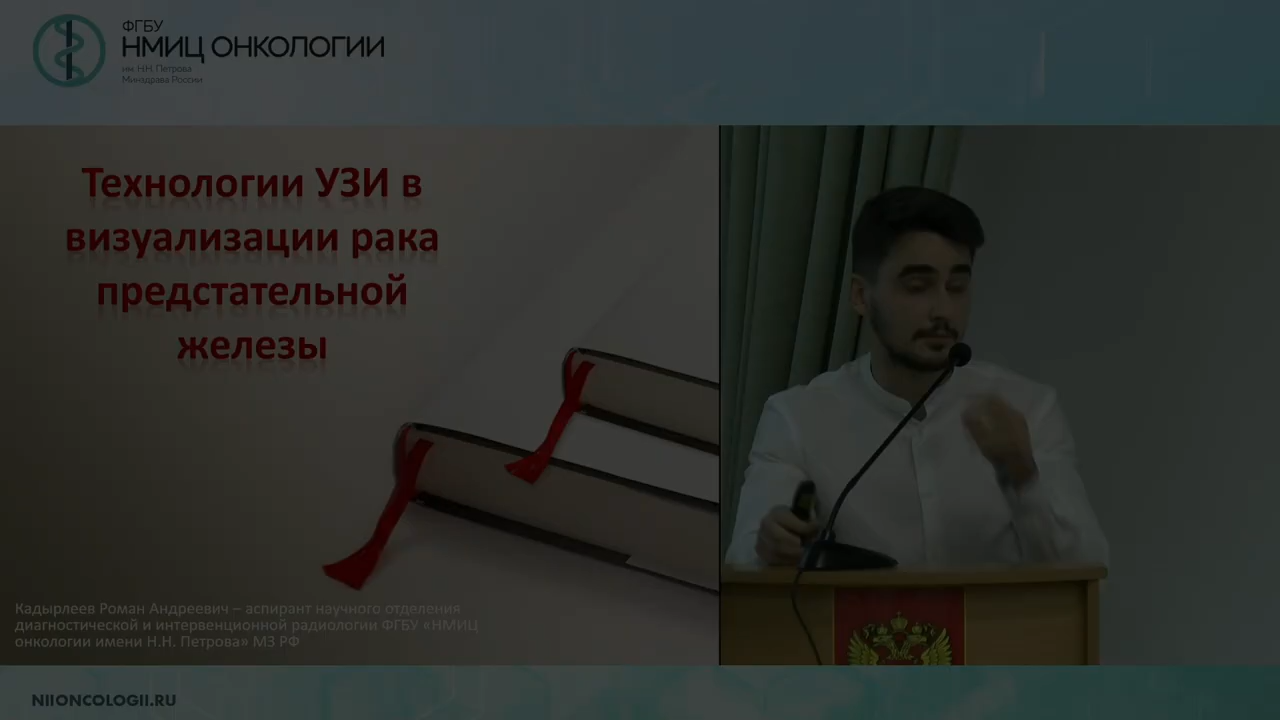 ФГБУ
НМИЦ ОНКОЛОГИИ
им. Н.Н. Петрова
Минздрава России
Технологии УЗИ в
визуализации рака
предстательной
железы
Кадырлеев Роман Андреевич – аспирант научного отделения
диагностической и интервенционной радиологии ФГБУ «НМИЦ
онкологии имени Н.Н. Петрова» МЗ РФ
NIIONCOLOGII.RU